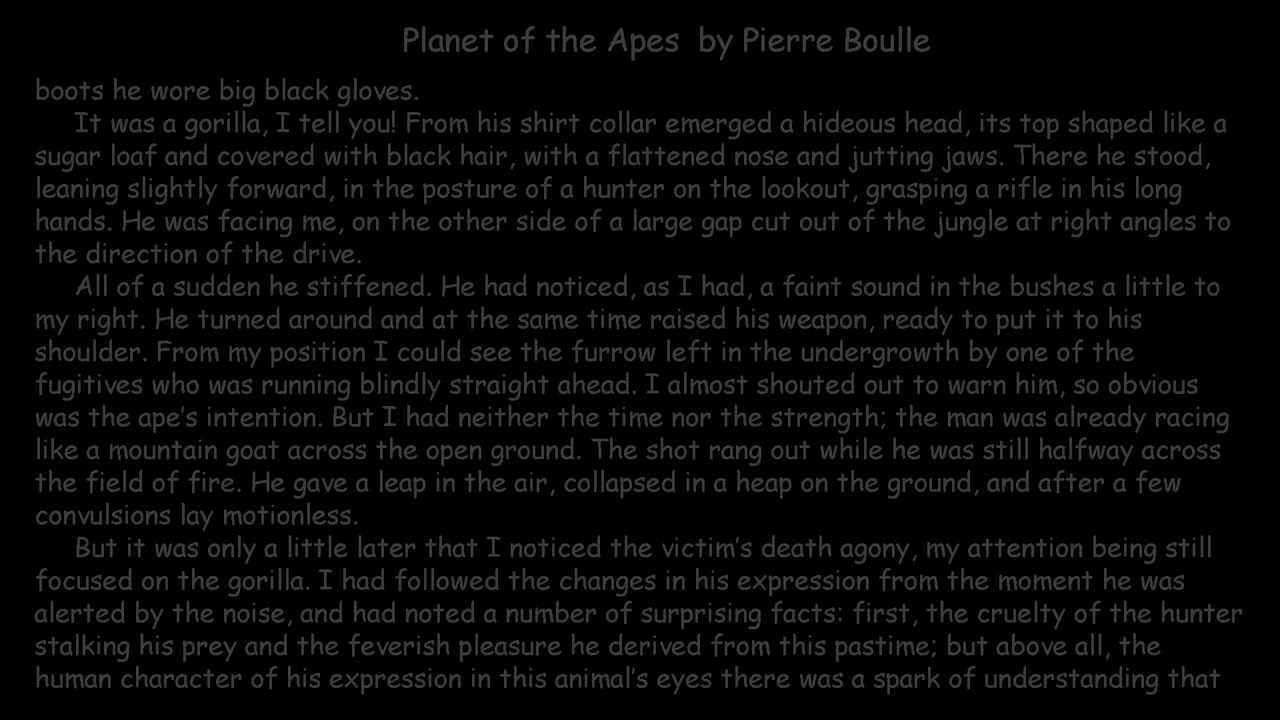 Planet of the Apes by Pierre Boulle
boots he wore big black gloves.
It was a gorilla, I tell you! From his shirt collar emerged a hideous head, its top shaped like a
sugar loaf and covered with black hair, with a flattened nose and jutting jaws. There he stood,
leaning slightly forward, in the posture of a hunter on the lookout, grasping a rifle in his long
hands. He was facing me, on the other side of a large gap cut out of the jungle at right angles to
the direction of the drive.
All of a sudden he stiffened. He had noticed, as I had, a faint sound in the bushes a little to
my right. He turned around and at the same time raised his weapon, ready to put it to his
shoulder. From my position I could see the furrow left in the undergrowth by one of the
fugitives who was running blindly straight ahead. I almost shouted out to warn him, so obvious
was the ape's intention. But I had neither the time nor the strength; the man was already racing
like a mountain goat across the open ground. The shot rang out while he was still halfway across
the field of fire. He gave a leap in the air, collapsed in a heap on the ground, and after a few
convulsions lay motionless.
But it was only a little later that I noticed the victim's death agony, my attention being still
focused on the gorilla. I had followed the changes in his expression from the moment he was
alerted by the noise, and had noted a number of surprising facts: first, the cruelty of the hunter
stalking his prey and the feverish pleasure he derived from this pastime; but above all, the
human character of his expression in this animal's eyes there was a spark of understanding that